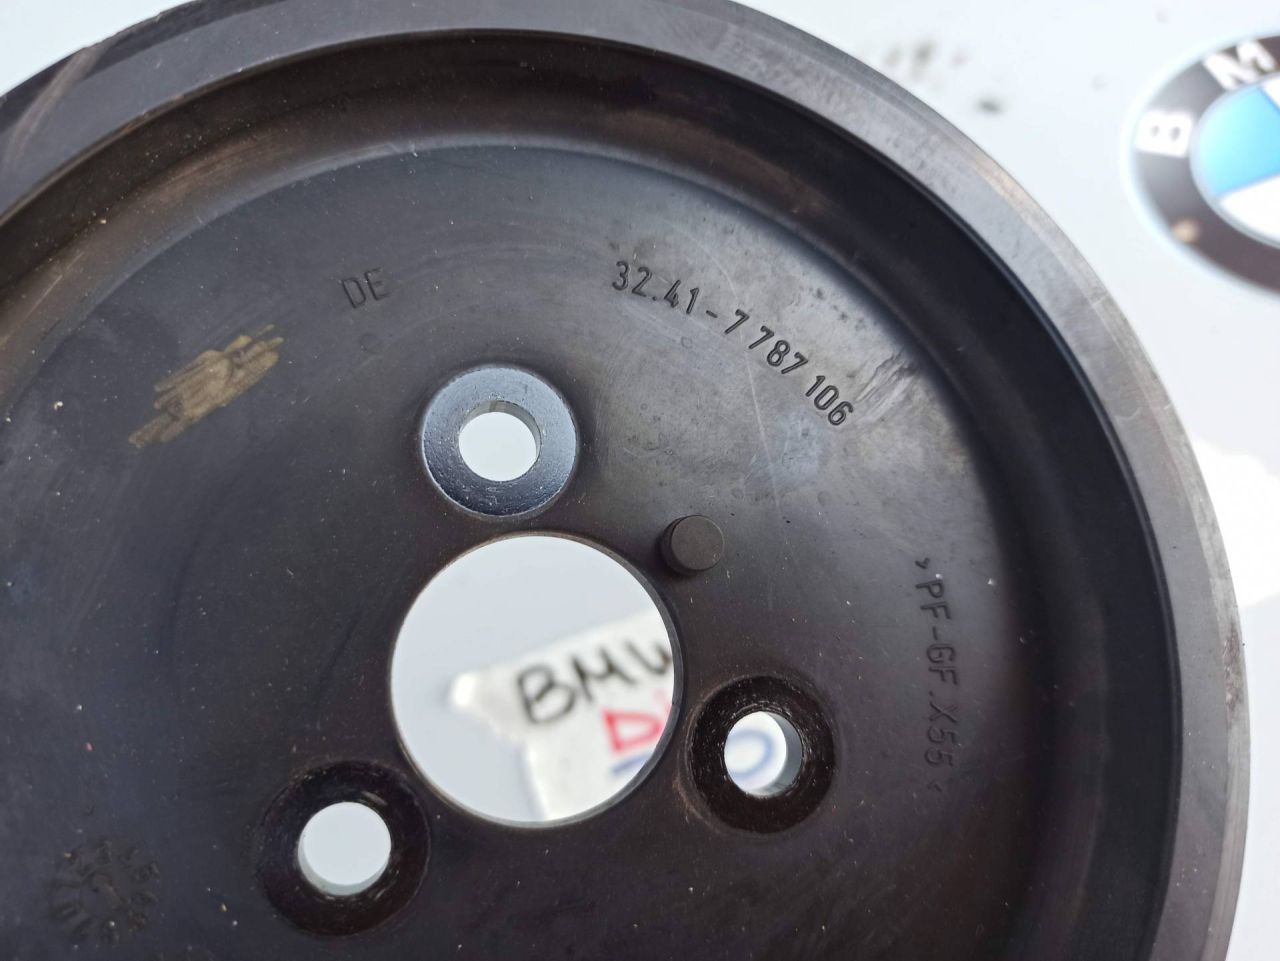 B M
DE
32.41-7 787 106
>PF-GF.X55<
BMW